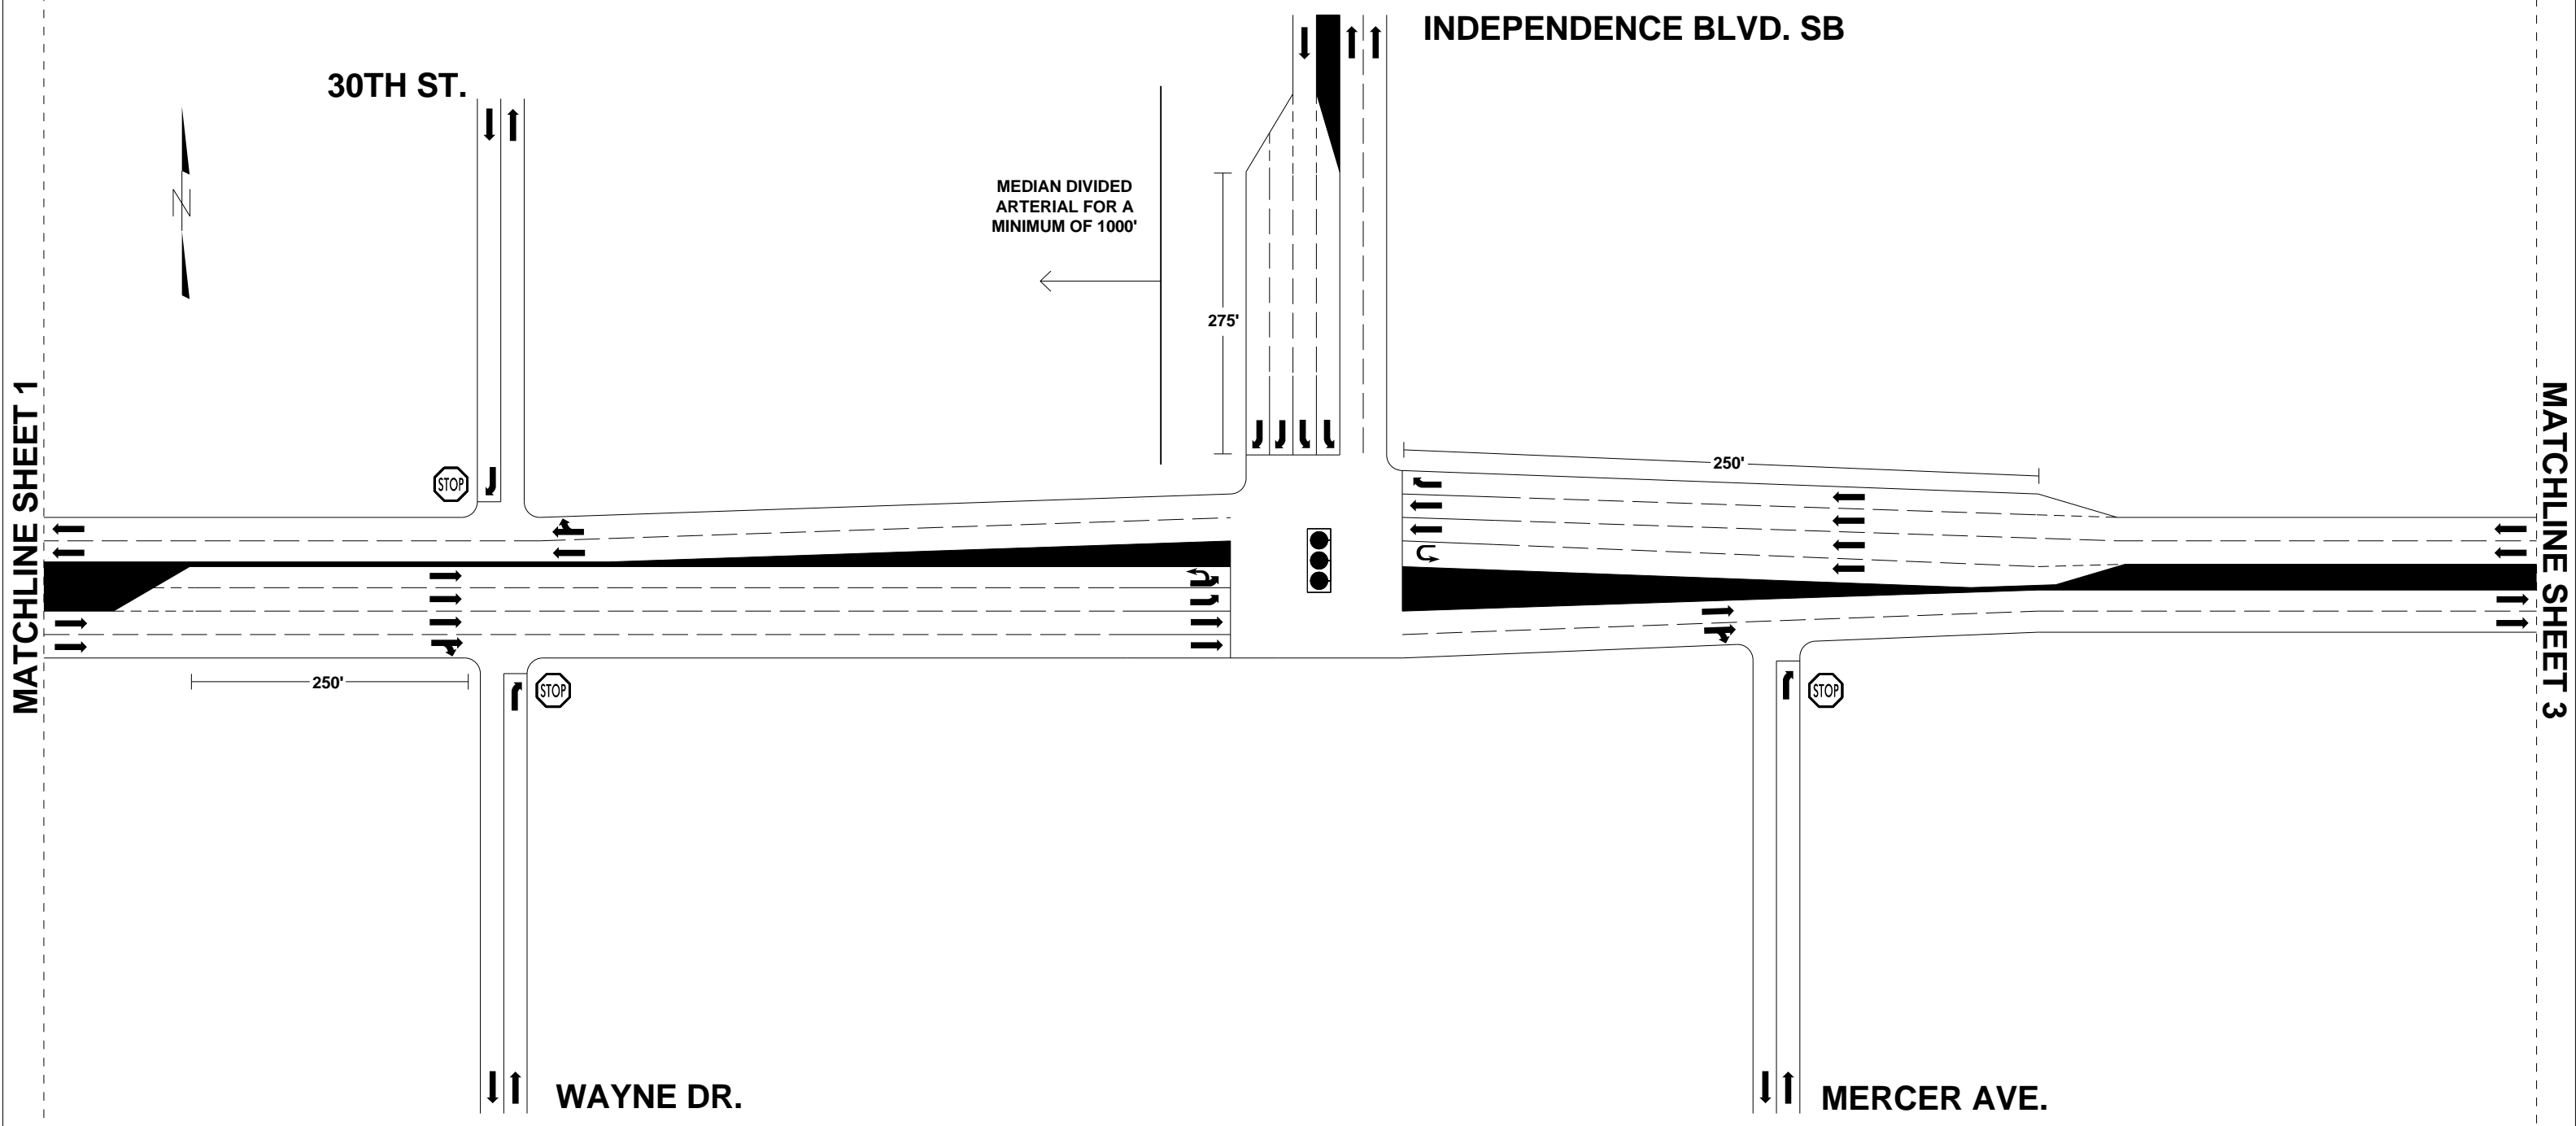 INDEPENDENCE BLVD. SB
30TH ST.
MEDIAN DIVIDED
ARTERIAL FOR A
MINIMUM OF 1000'
N
275'
250'
MATCHLINE SHEET 1
MATCHLINE SHEET 3
STOP
250'
STOP
STOP
WAYNE DR.
MERCER AVE.